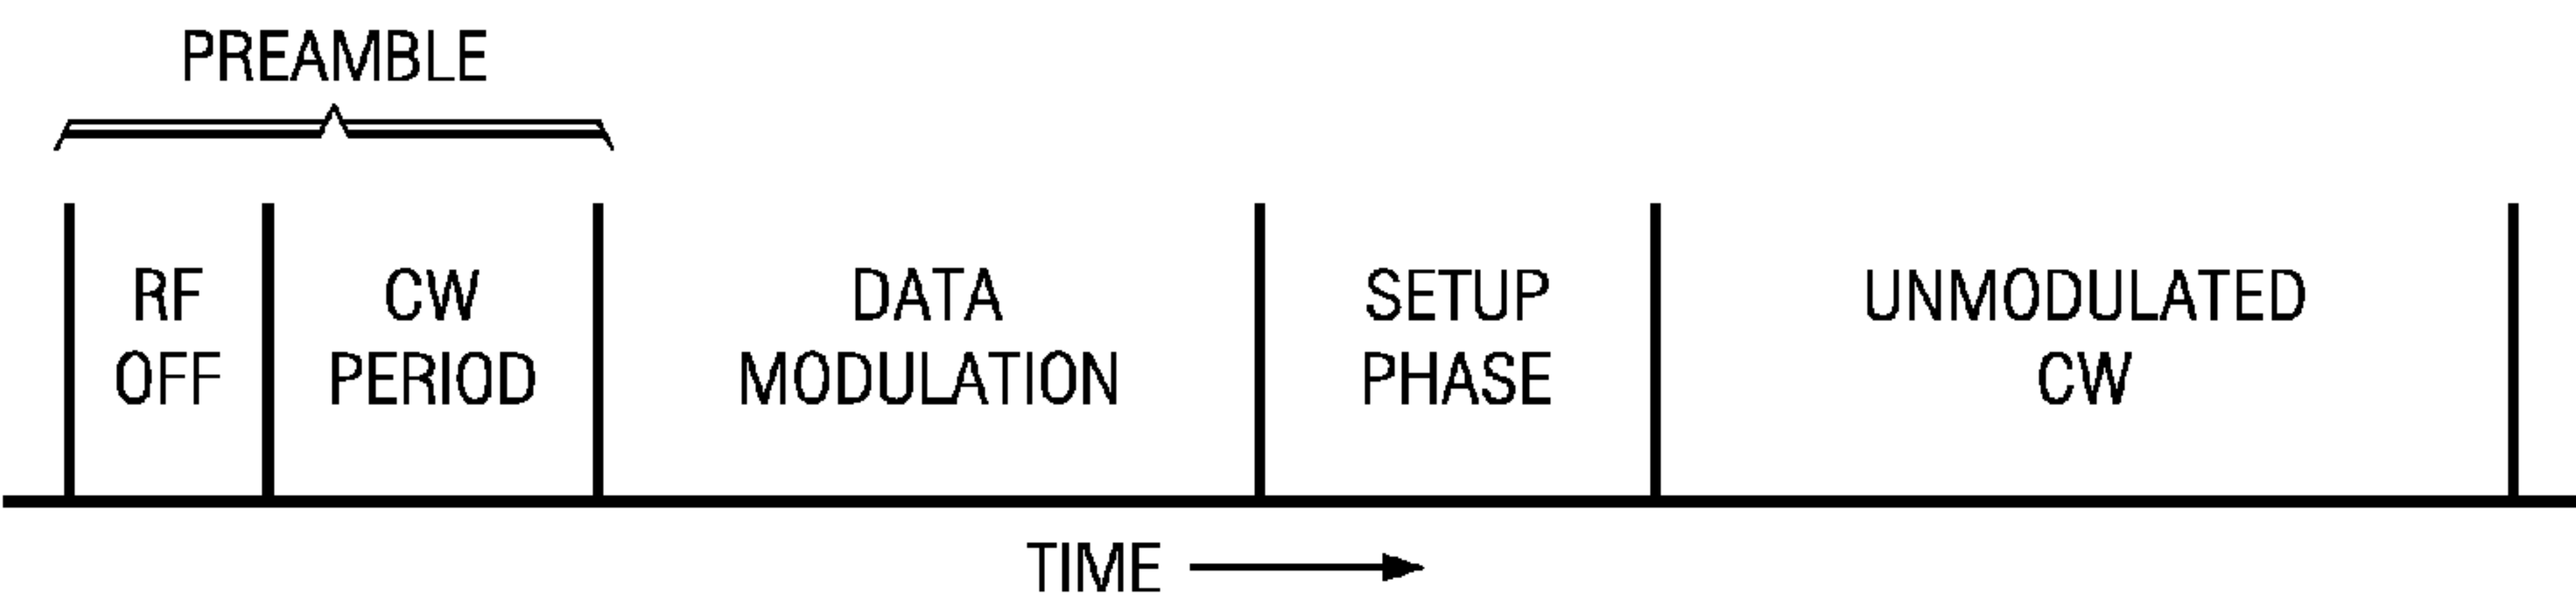 PREAMBLE
RF
OFF
CW
PERIOD
DATA
MODULATION
SETUP
PHASE
UNMODULATED
CW
TIME